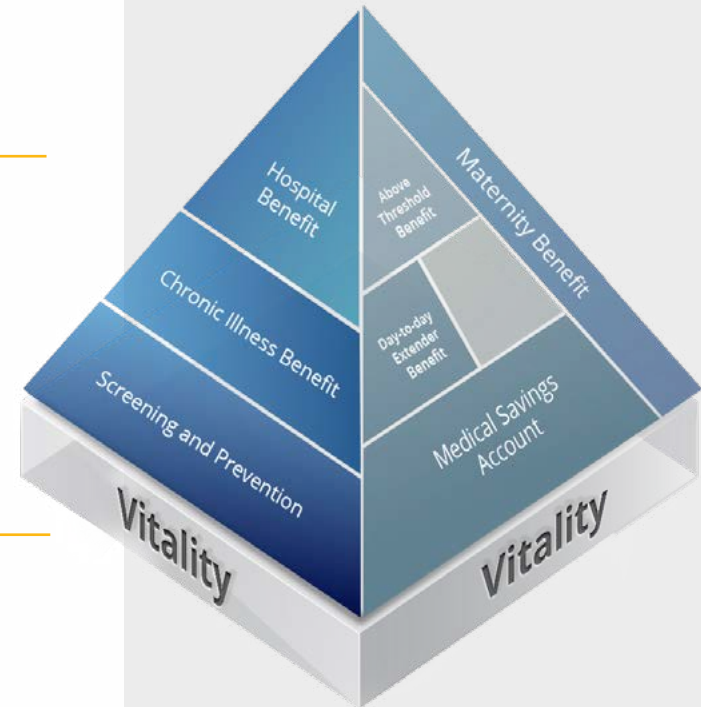 Hospital
Benefit
Chronic Illness Benefit
Screening and Prevention
Maternity Benefit
Above
Threshold
Benefit
Day-to-day
Extender
Benefit
Medical Savings
Account
Vitality
Vitality